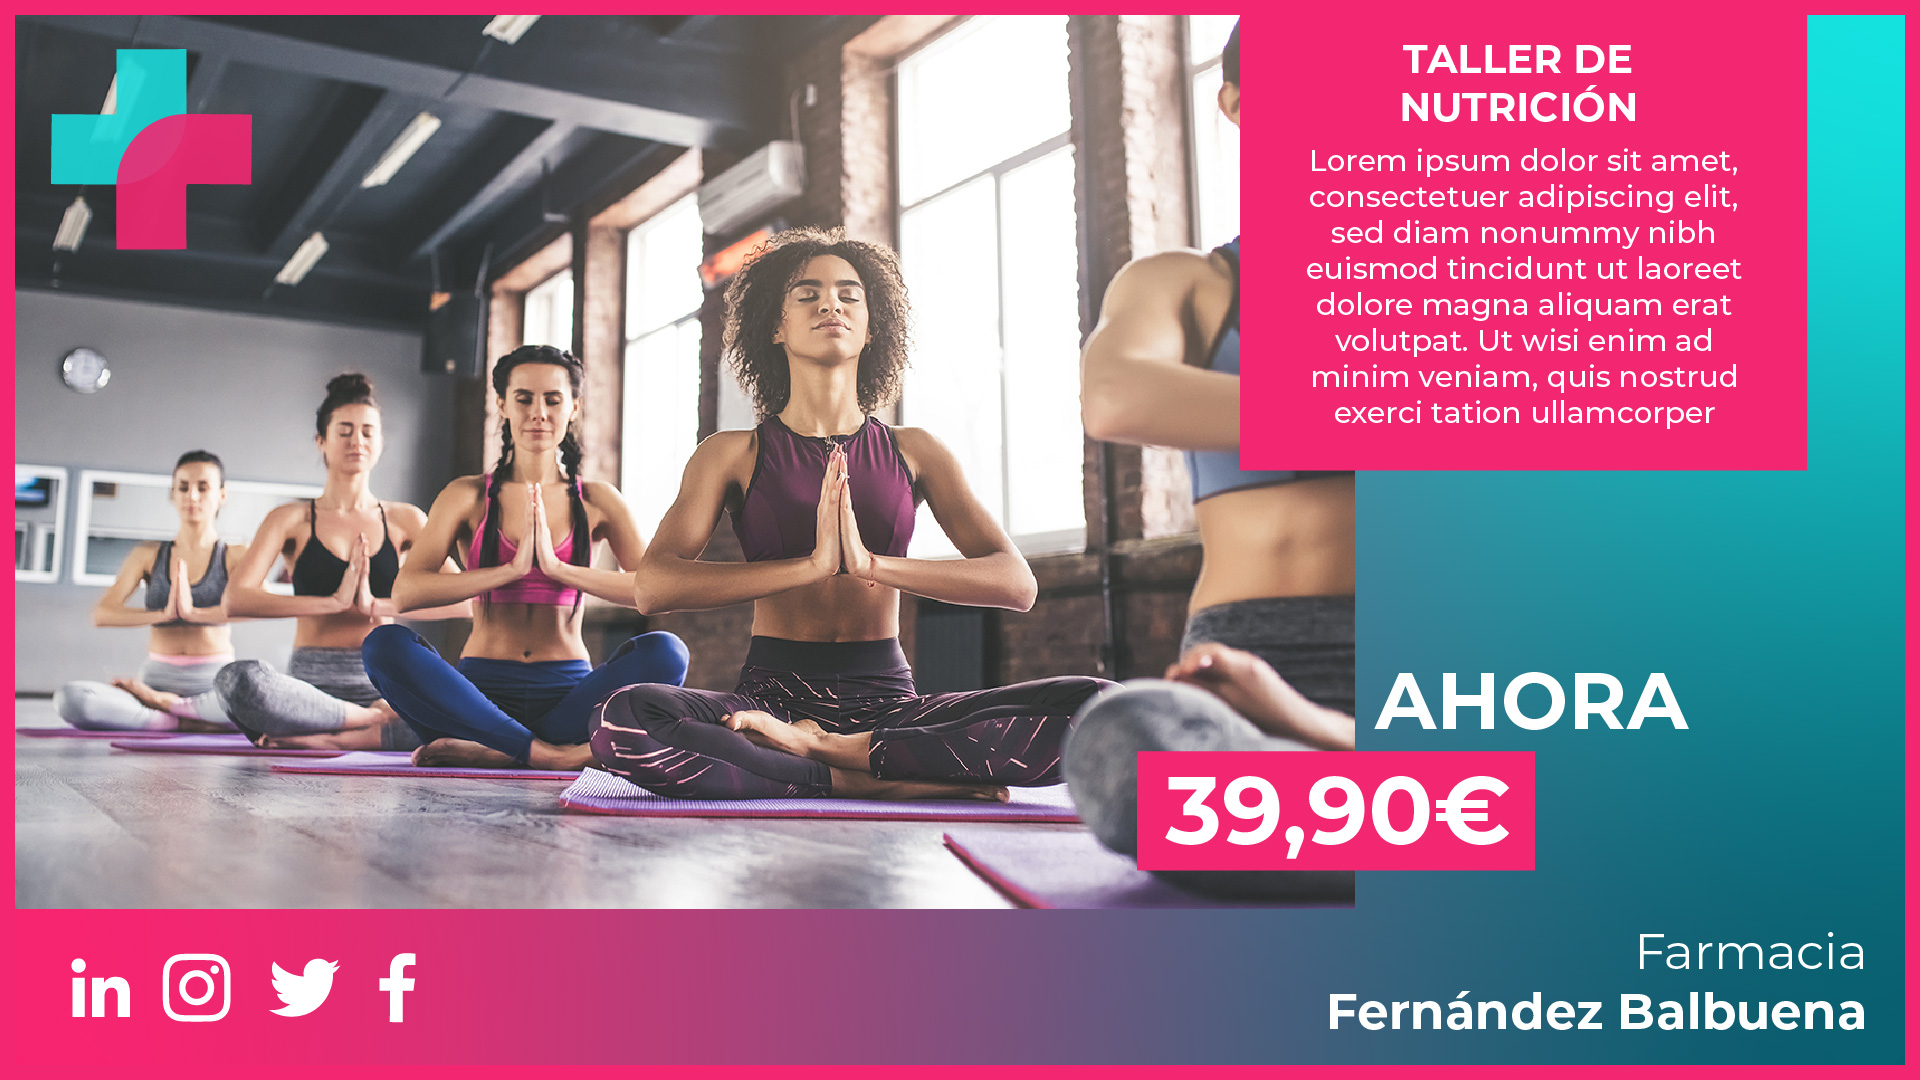 TALLER DE
NUTRICIÓN
Lorem ipsum dolor sit amet,
consectetuer adipiscing elit,
sed diam nonummy nibh
euismod tincidunt ut laoreet
dolore magna aliquam erat
volutpat. Ut wisi enim ad
minim veniam, quis nostrud
exerci tation ullamcorper
AHORA
39,90€
in
Farmacia
Fernández Balbuena